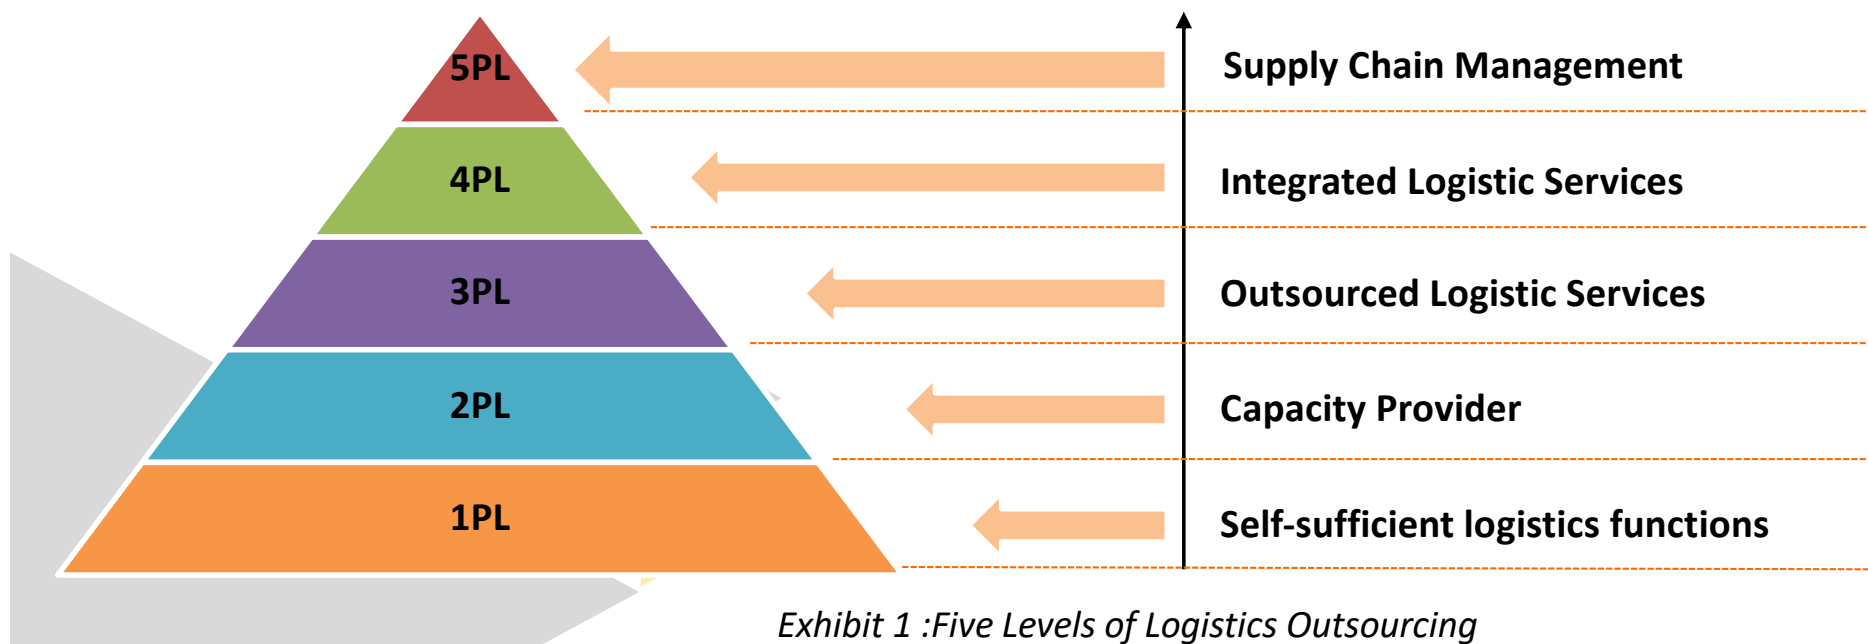 5PL
Supply Chain Management
4PL
Integrated Logistic Services
3PL
Outsourced Logistic Services
2PL
Capacity Provider
1PL
Self-sufficient logistics functions
Exhibit 1 :Five Levels of Logistics Outsourcing